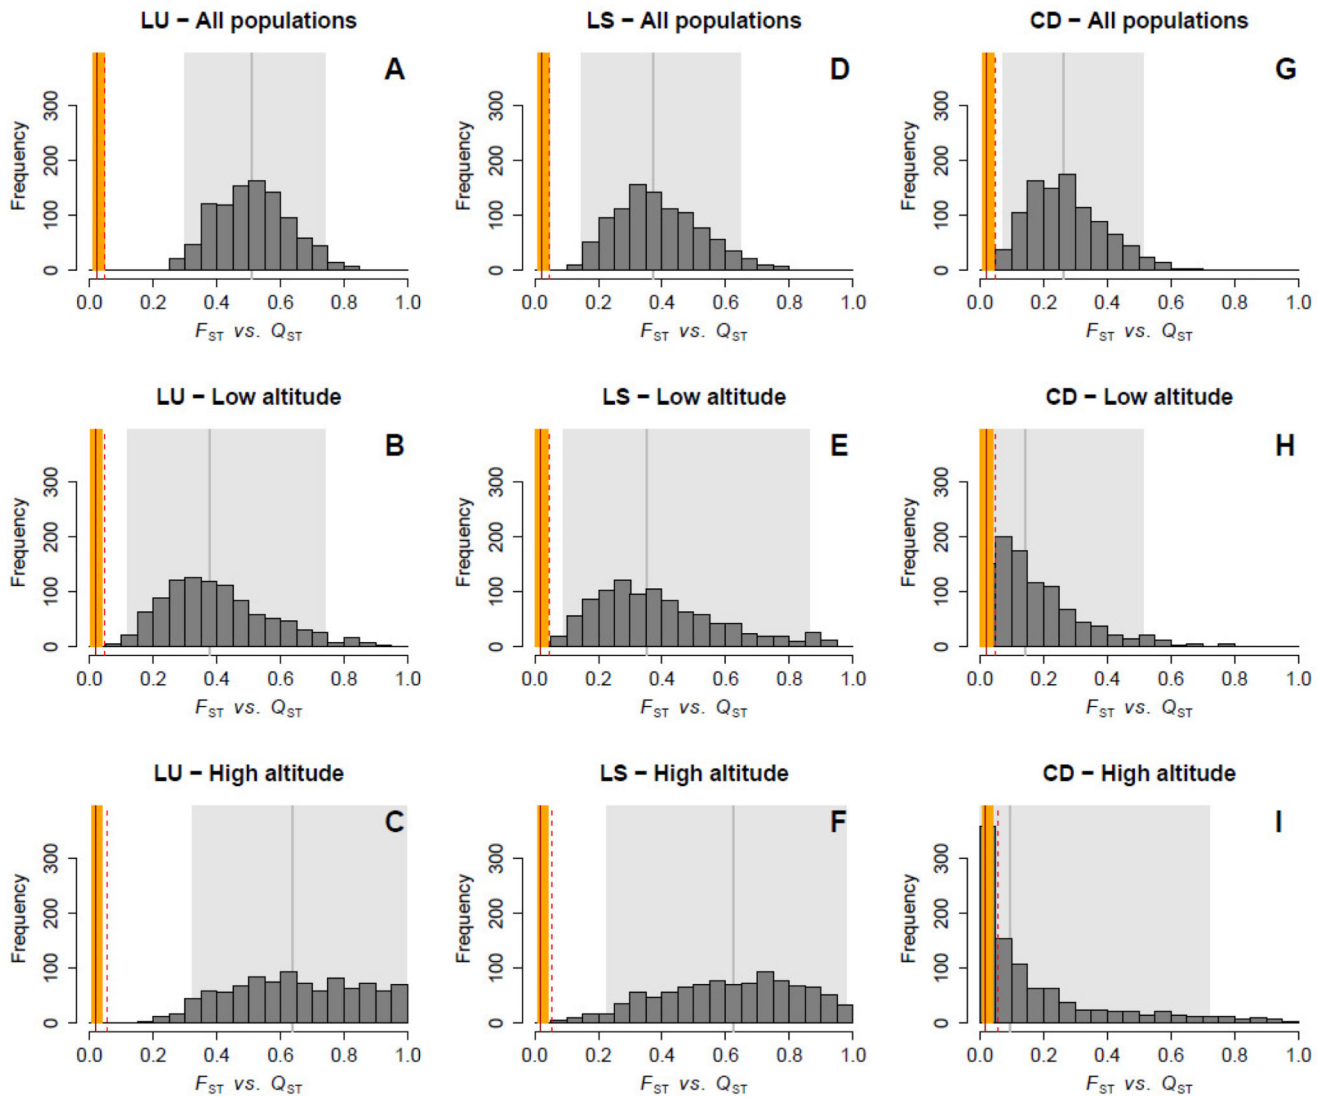 LU − All populations
A
Frequency
0 100 200 300
0.0 0.2 0.4 0.6 0.8 1.0
FST vs. QST
LS − All populations
D
Frequency
0 100 200 300
0.0 0.2 0.4 0.6 0.8 1.0
FST vs. QST
CD − All populations
G
Frequency
0 100 200 300
0.0 0.2 0.4 0.6 0.8 1.0
FST vs. QST
LU − Low altitude
B
Frequency
0 100 200 300
0.0 0.2 0.4 0.6 0.8 1.0
FST vs. QST
LS − Low altitude
E
Frequency
0 100 200 300
0.0 0.2 0.4 0.6 0.8 1.0
FST vs. QST
CD − Low altitude
H
Frequency
0 100 200 300
0.0 0.2 0.4 0.6 0.8 1.0
FST vs. QST
LU − High altitude
C
Frequency
0 100 200 300
0.0 0.2 0.4 0.6 0.8 1.0
FST vs. QST
LS − High altitude
F
Frequency
0 100 200 300
0.0 0.2 0.4 0.6 0.8 1.0
FST vs. QST
CD − High altitude
I
Frequency
0 100 200 300
0.0 0.2 0.4 0.6 0.8 1.0
FST vs. QST